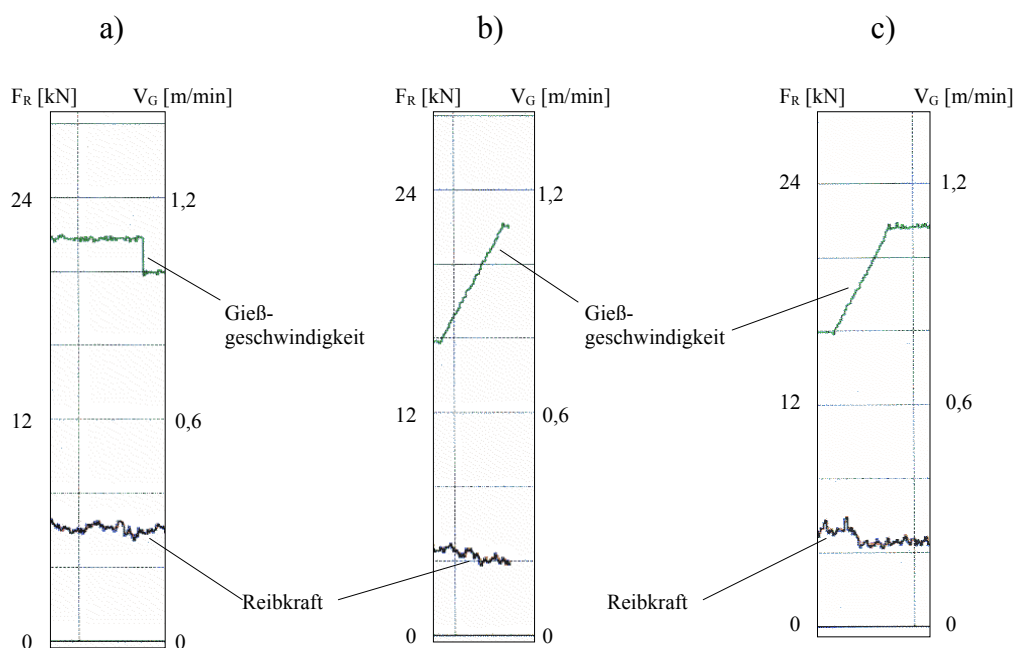 a)
b)
c)
F_R [kN] V_G [m/min]
F_R [kN] V_G [m/min]
F_R [kN] V_G [m/min]
24 1,2
24 1,2
24 1,2
Gieß-
geschwindigkeit
Gieß-
geschwindigkeit
12 0,6
12 0,6
12 0,6
Reibkraft
Reibkraft
0 0
0 0
0 0